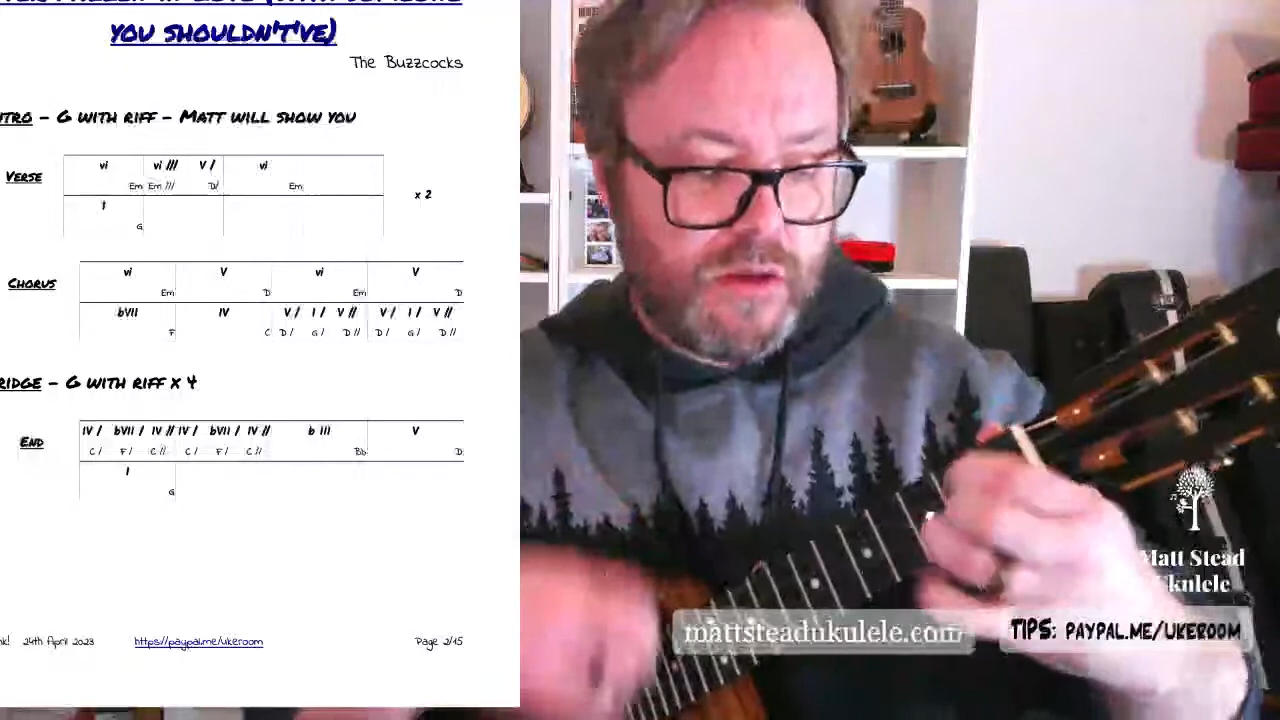 YOU SHOULDN'T'VE)
The Buzzcocks
- G WITH RIFF - MATT WILL SHOW YOU
VERSE
vi vi /// V / vi
Em Em /// D/ Em
I
G
x 2
CHORUS
vi V vi V
Em D Em D
bVII IV V / I / V // V / I / V //
F C D / G / D // D / G / D //
- G WITH RIFF X 4
END
IV / bVII / IV // IV / bVII / IV // b III V
C / F / C // C / F / C // Bb D
I
G
24th April 2023 https://paypal.me/ukeroom Page 2/45
Matt Stead
Ukulele
mattsteadukulele.com
TIPS: PAYPAL.ME/UKEROOM